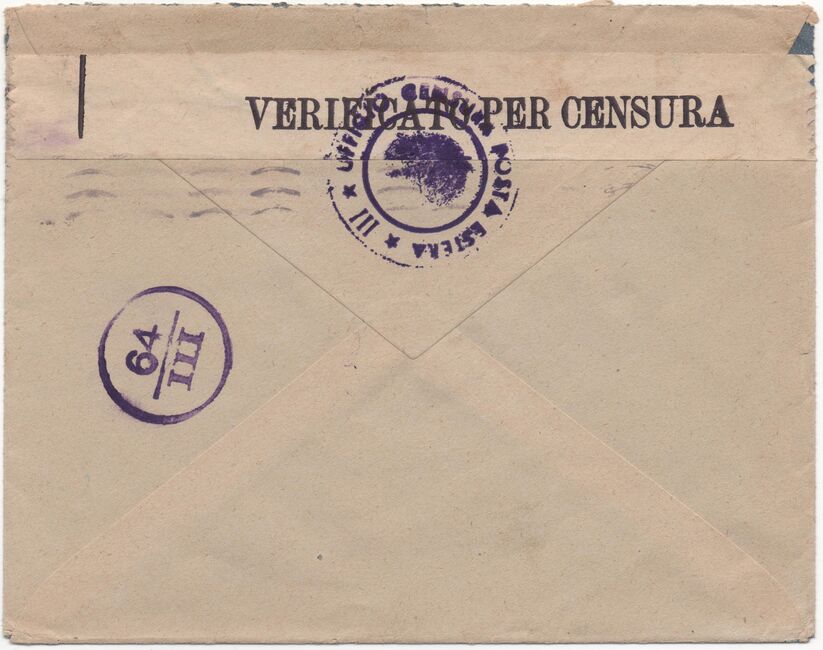 VERIFICATO PER CENSURA
★ UFFICIO CENSURA POSTA ESTERA ★ III
64
III